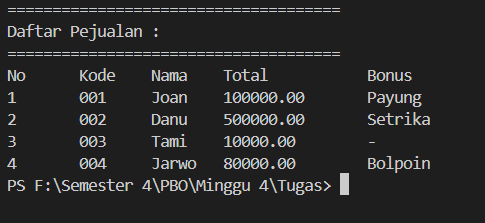 =====================================
Daftar Pejualan :
=====================================
No Kode Nama Total Bonus
1 001 Joan 100000.00 Payung
2 002 Danu 500000.00 Setrika
3 003 Tami 10000.00 -
4 004 Jarwo 80000.00 Bolpoin
PS F:\Semester 4\PBO\Minggu 4\Tugas>